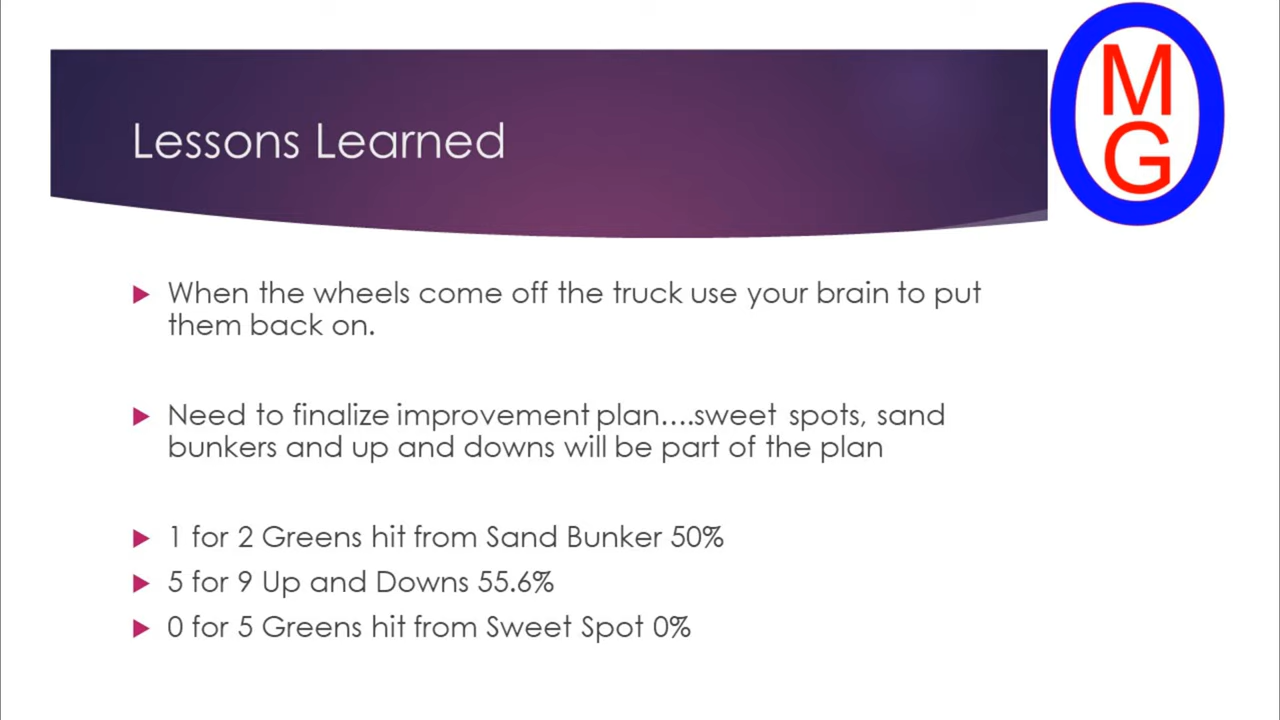 Lessons Learned
M
G
When the wheels come off the truck use your brain to put
them back on.
Need to finalize improvement plan....sweet spots, sand
bunkers and up and downs will be part of the plan
1 for 2 Greens hit from Sand Bunker 50%
5 for 9 Up and Downs 55.6%
0 for 5 Greens hit from Sweet Spot 0%